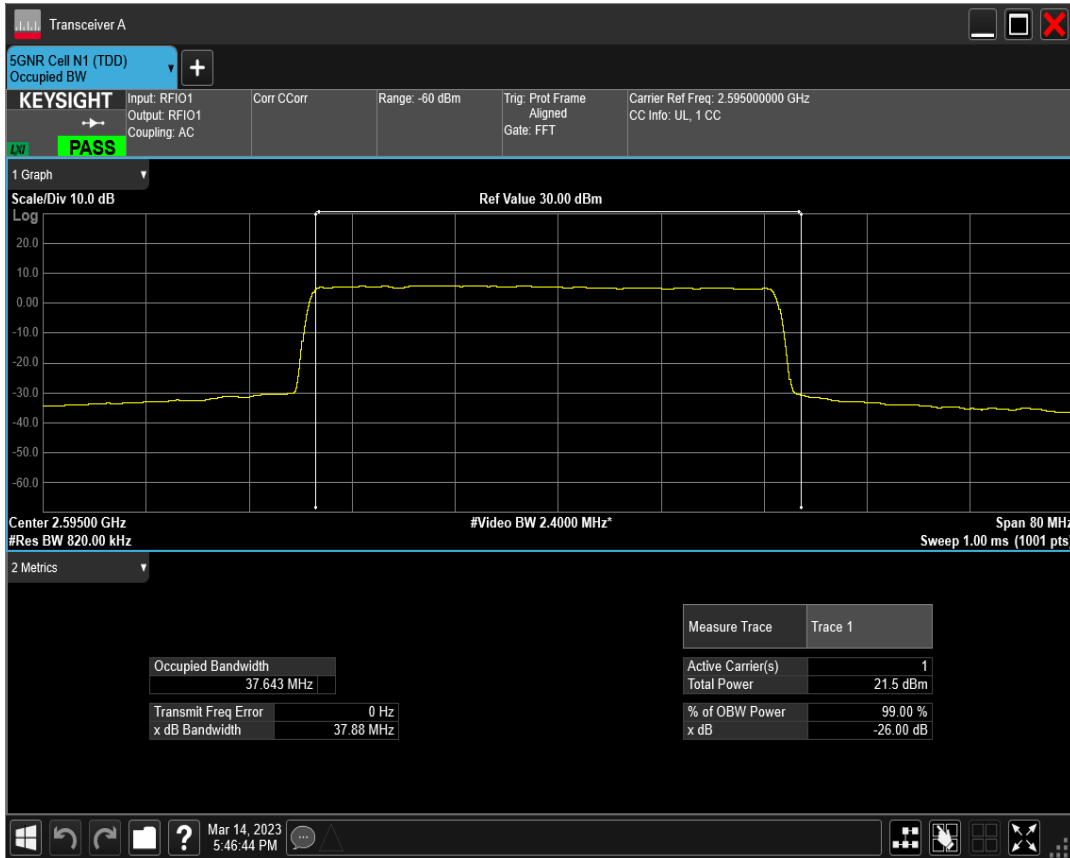 Transceiver A
5GNR Cell N1 (TDD)
Occupied BW
+
KEYSIGHT
LXI
PASS
Input: RFIO1
Output: RFIO1
Coupling: AC
Corr CCorr
Range: -60 dBm
Trig: Prot Frame
Aligned
Gate: FFT
Carrier Ref Freq: 2.595000000 GHz
CC Info: UL, 1 CC
1 Graph
Scale/Div 10.0 dB
Ref Value 30.00 dBm
Log
20.0
10.0
0.00
-10.0
-20.0
-30.0
-40.0
-50.0
-60.0
Center 2.59500 GHz
#Video BW 2.4000 MHz*
Span 80 MHz
#Res BW 820.00 kHz
Sweep 1.00 ms (1001 pts)
2 Metrics
Measure Trace Trace 1
Occupied Bandwidth
37.643 MHz
Active Carrier(s) 1
Total Power 21.5 dBm
Transmit Freq Error 0 Hz
x dB Bandwidth 37.88 MHz
% of OBW Power 99.00 %
x dB -26.00 dB
?
Mar 14, 2023
5:46:44 PM